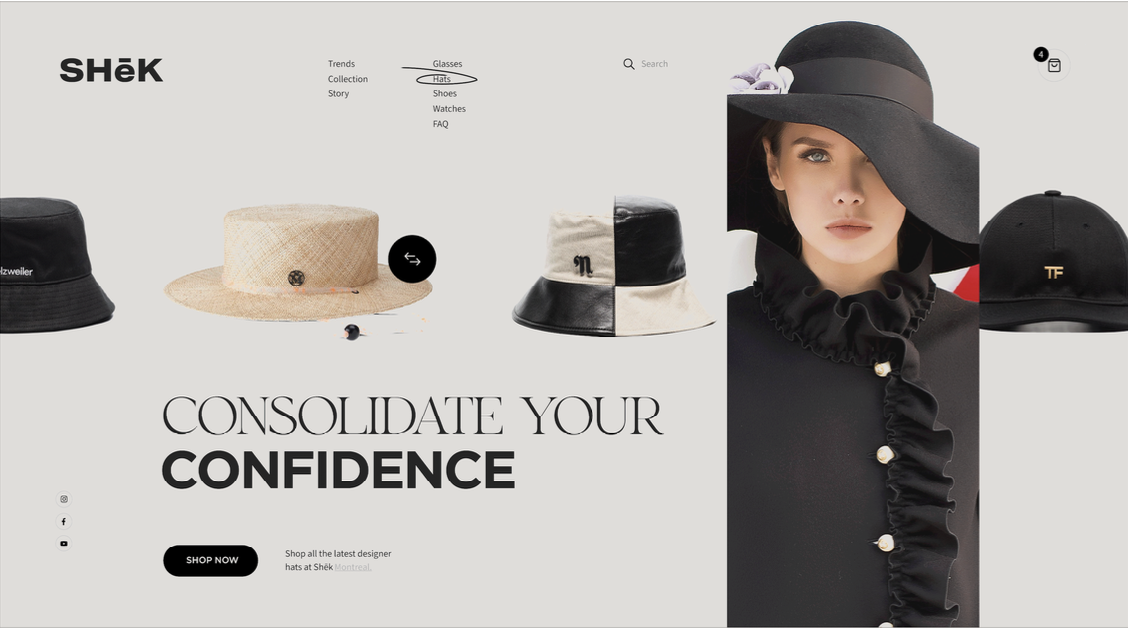 SHēK
Trends
Collection
Story
Glasses
Hats
Shoes
Watches
FAQ
Search
4
lzweiler
M
TF
CONSOLIDATE YOUR
CONFIDENCE
SHOP NOW
Shop all the latest designer
hats at Shēk Montreal.